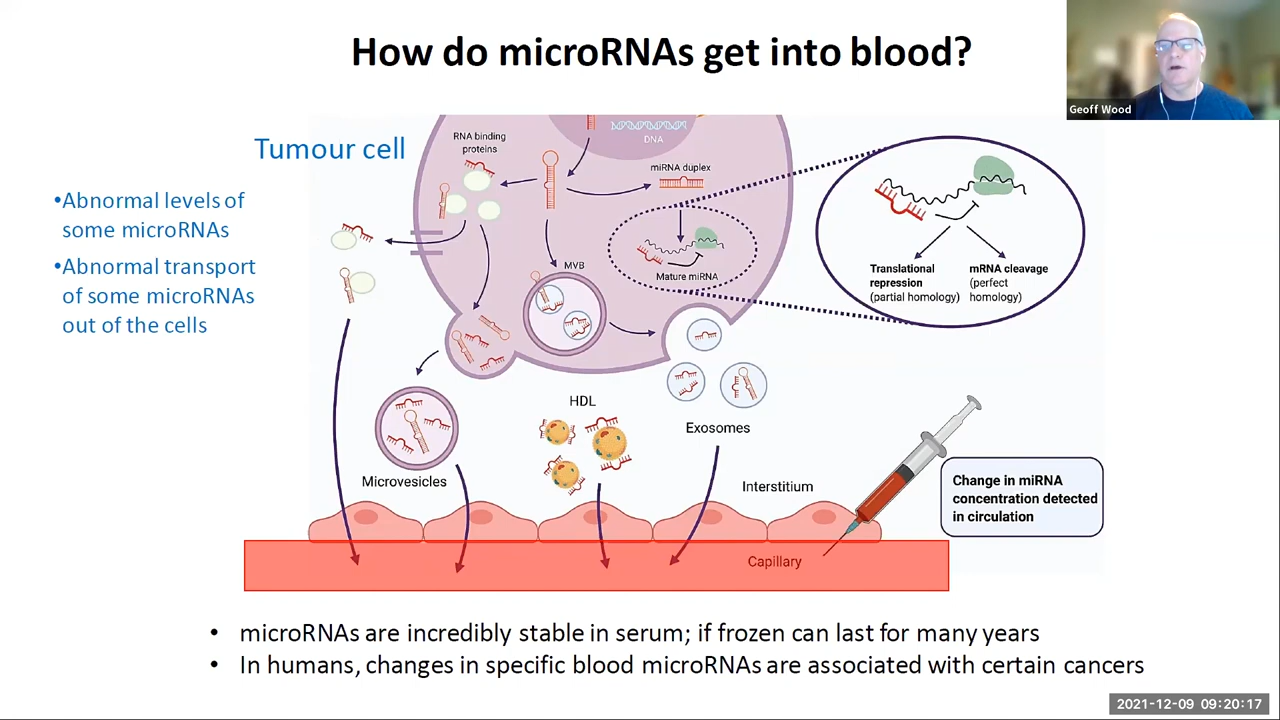 How do microRNAs get into blood?
Geoff Wood
Tumour cell
•Abnormal levels of
some microRNAs
•Abnormal transport
of some microRNAs
out of the cells
RNA binding
proteins
DNA
miRNA duplex
MVB
Mature miRNA
Translational
repression
(partial homology)
mRNA cleavage
(perfect
homology)
HDL
Exosomes
Microvesicles
Interstitium
Change in miRNA
concentration detected
in circulation
Capillary
• microRNAs are incredibly stable in serum; if frozen can last for many years
• In humans, changes in specific blood microRNAs are associated with certain cancers
2021-12-09 09:20:17